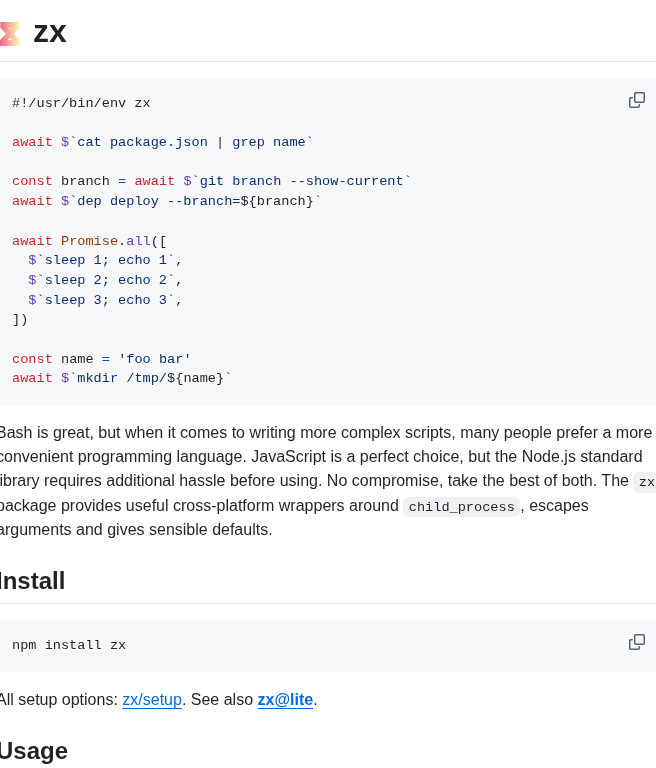 zx
#!/usr/bin/env zx
await $`cat package.json | grep name`
const branch = await $`git branch --show-current`
await $`dep deploy --branch=${branch}`
await Promise.all([
  $`sleep 1; echo 1`,
  $`sleep 2; echo 2`,
  $`sleep 3; echo 3`,
])
const name = 'foo bar'
await $`mkdir /tmp/${name}`
Bash is great, but when it comes to writing more complex scripts, many people prefer a more
convenient programming language. JavaScript is a perfect choice, but the Node.js standard
library requires additional hassle before using. No compromise, take the best of both. The zx
package provides useful cross-platform wrappers around child_process, escapes
arguments and gives sensible defaults.
Install
npm install zx
All setup options: zx/setup. See also zx@lite.
Usage